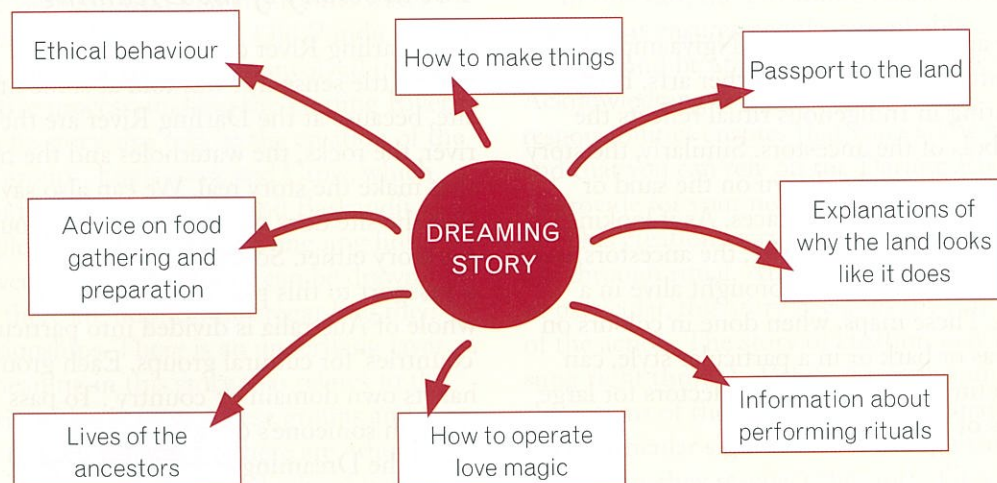 Ethical behaviour
How to make things
Passport to the land
Advice on food
gathering and
preparation
DREAMING
STORY
Explanations of
why the land looks
like it does
Lives of the
ancestors
How to operate
love magic
Information about
performing rituals